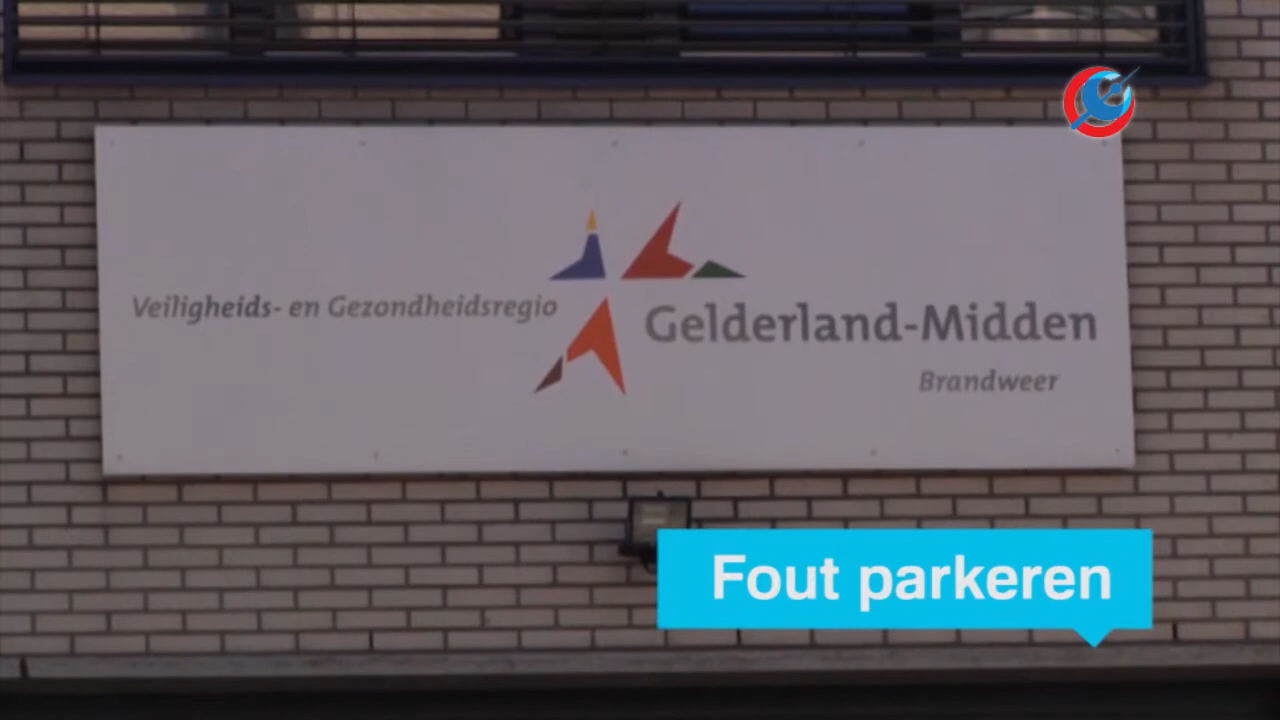 Veiligheids- en Gezondheidsregio
Gelderland-Midden
Brandweer
Fout parkeren